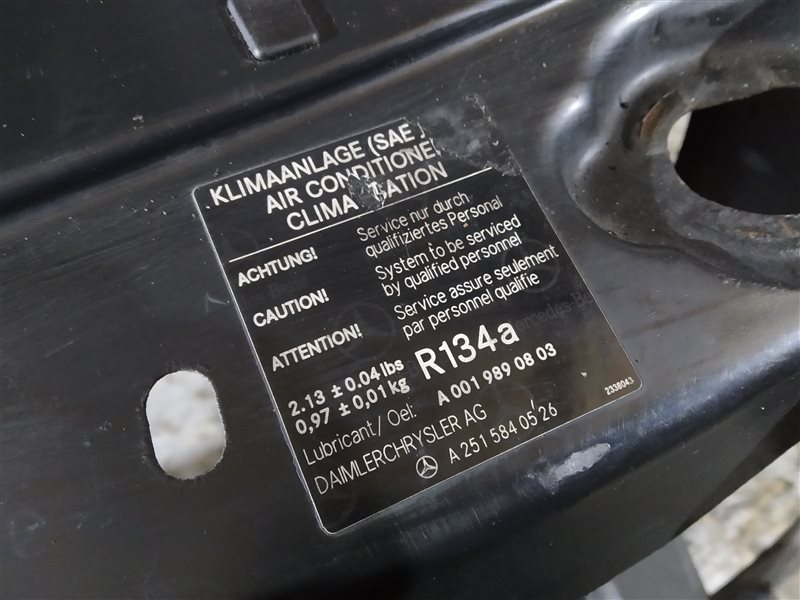 KLIMAANLAGE (SAE J
AIR CONDITIONE
CLIMA SATION
ACHTUNG! Service nur durch
qualifiziertes Personal
CAUTION! System to be serviced
by qualified personnel
ATTENTION! Service assure seulement
par personnel qualifie
2.13 ± 0.04 lbs
0,97 ± 0,01 kg R134a
Lubricant/ Oel: A 001 989 08 03
DAIMLERCHRYSLER AG
A 251 584 05 26
2338043